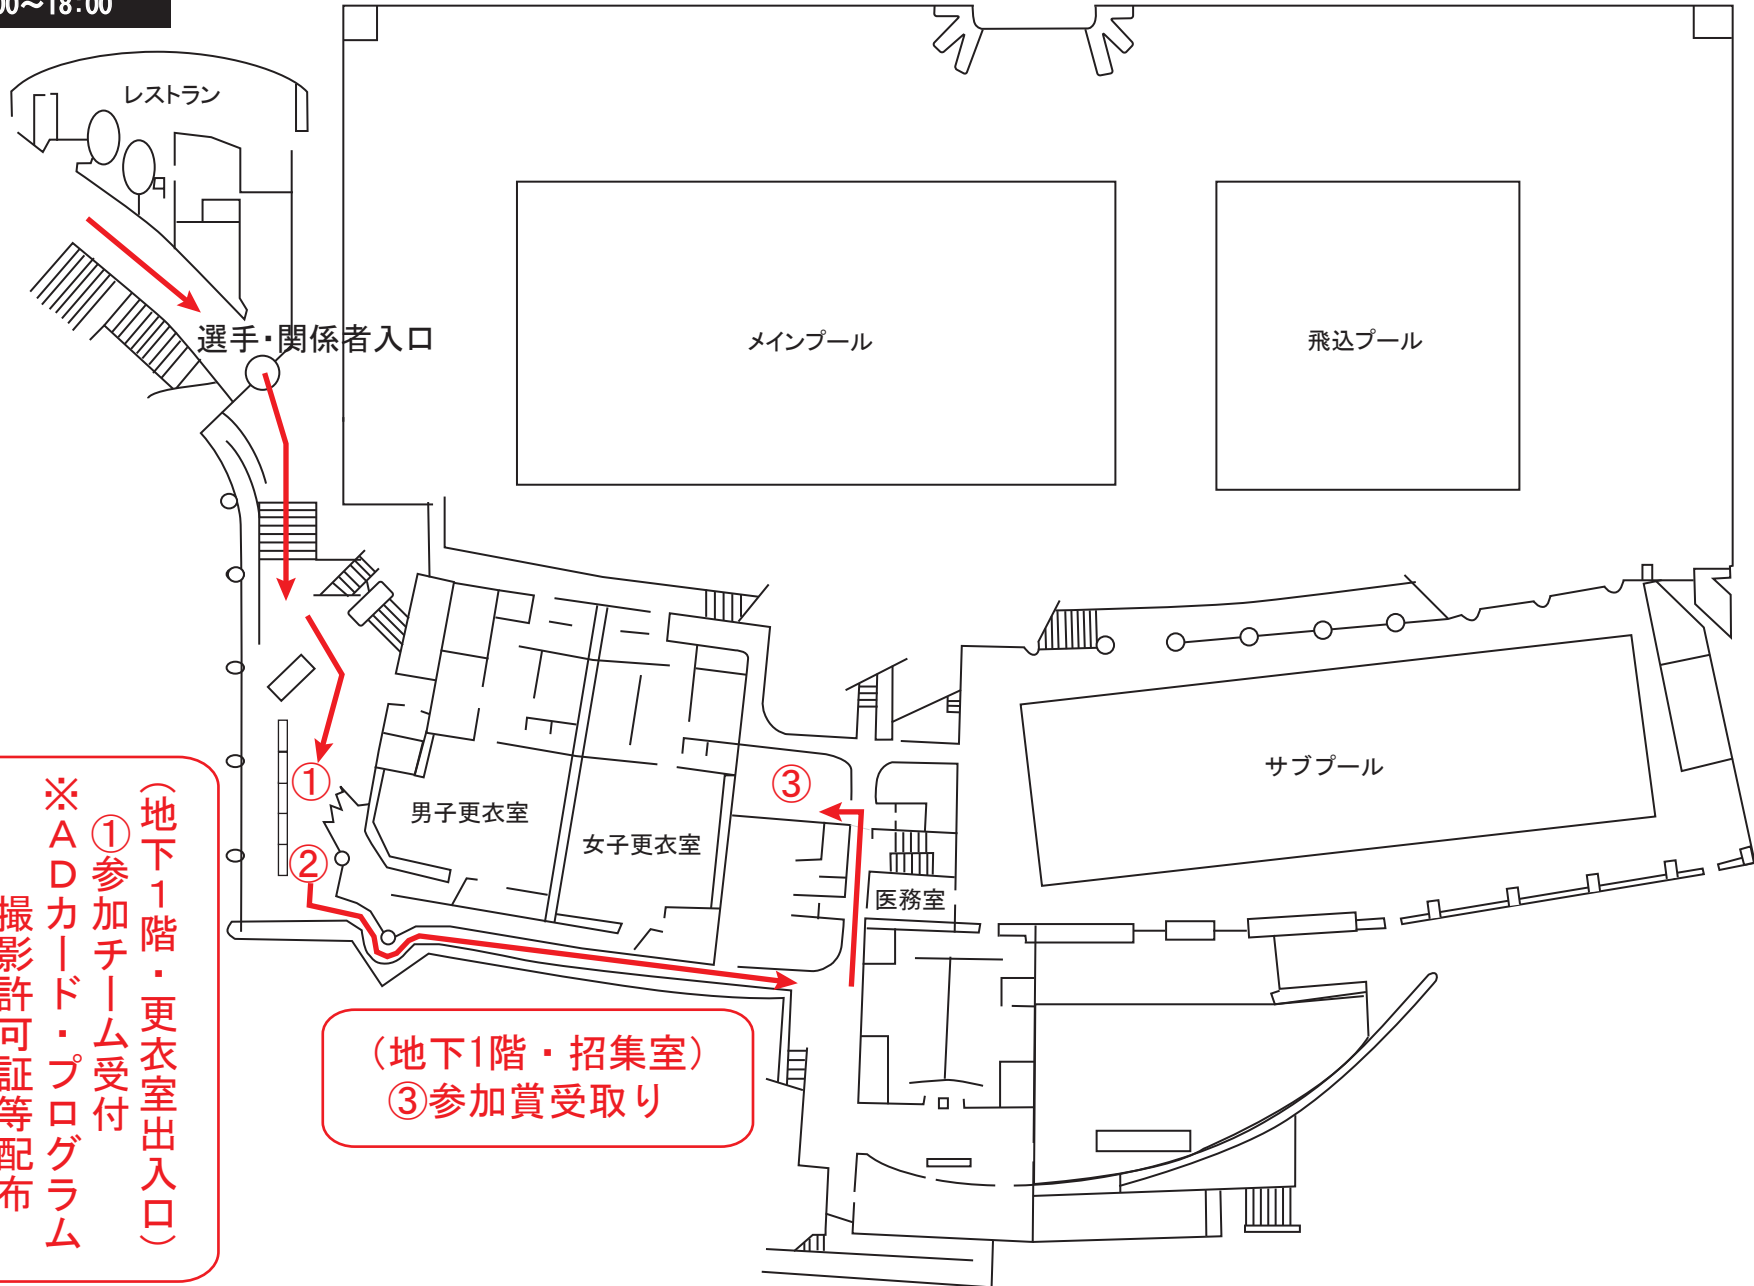 00～18:00
レストラン
選手・関係者入口
メインプール
飛込プール
サブプール
①
②
③
男子更衣室
女子更衣室
医務室
（地下１階・更衣室出入口）
①参加チーム受付
※ＡＤカード・プログラム
撮影許可証等配布
（地下1階・招集室）
③参加賞受取り